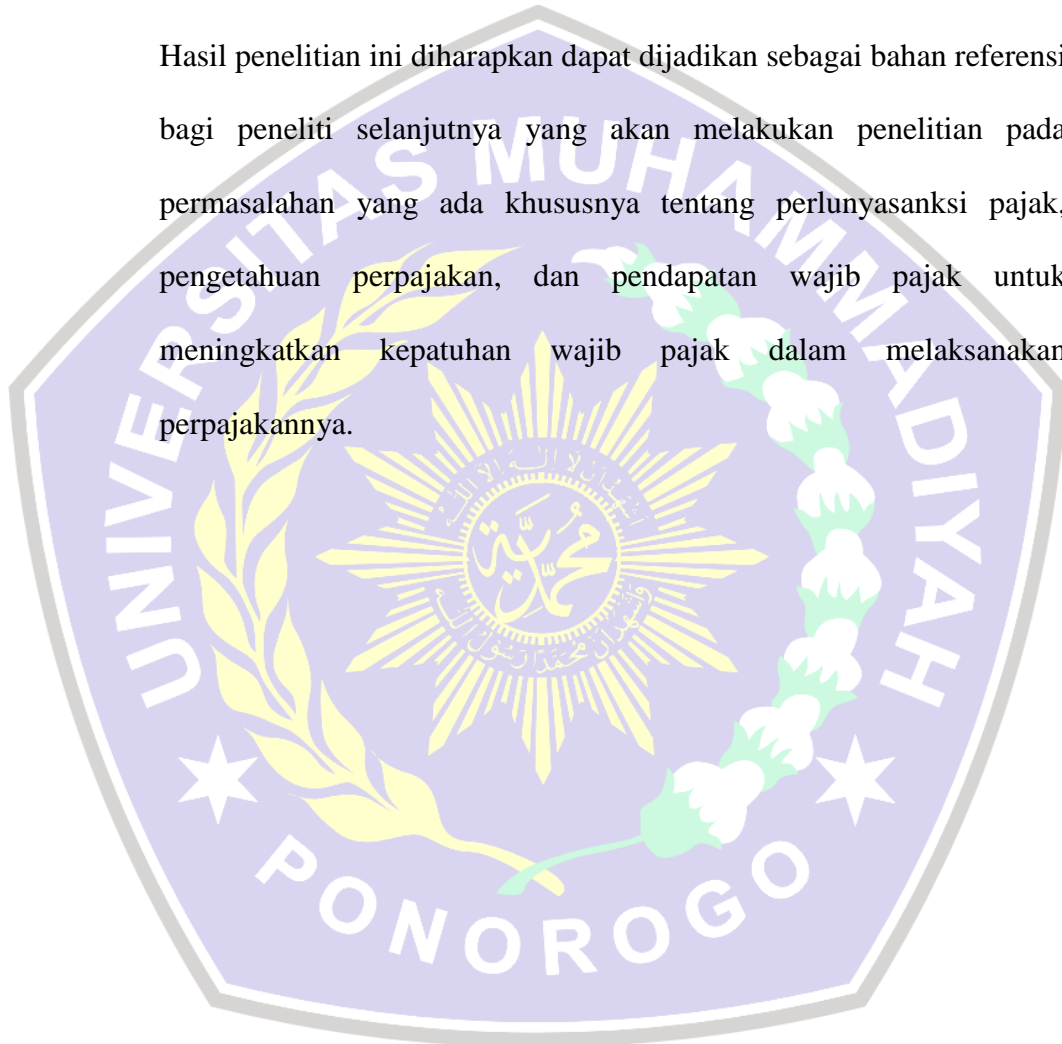 Hasil penelitian ini diharapkan dapat dijadikan sebagai bahan referensi
bagi peneliti selanjutnya yang akan melakukan penelitian pada
permasalahan yang ada khususnya tentang perlunyasanksi pajak,
pengetahuan perpajakan, dan pendapatan wajib pajak untuk
meningkatkan kepatuhan wajib pajak dalam melaksanakan
perpajakannya.
UNIVERSITAS MUHAMMADIYAH
PONOROGO
محمدية